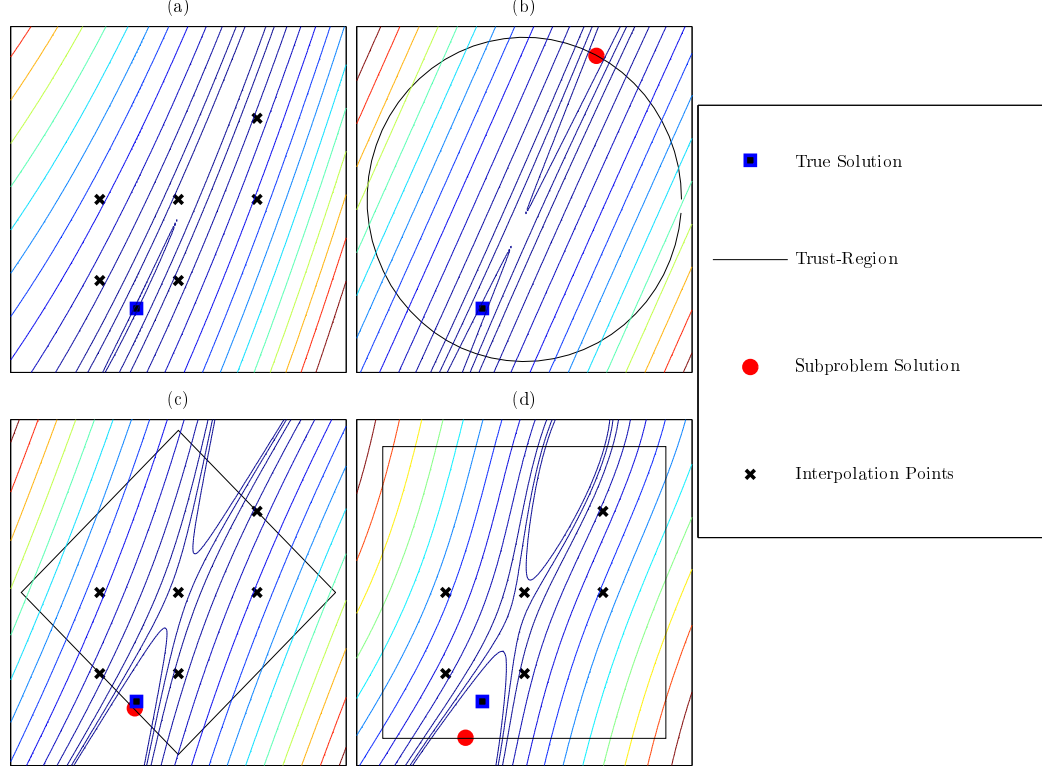 (a)
(b)
True Solution
Trust-Region
Subproblem Solution
Interpolation Points
(c)
(d)